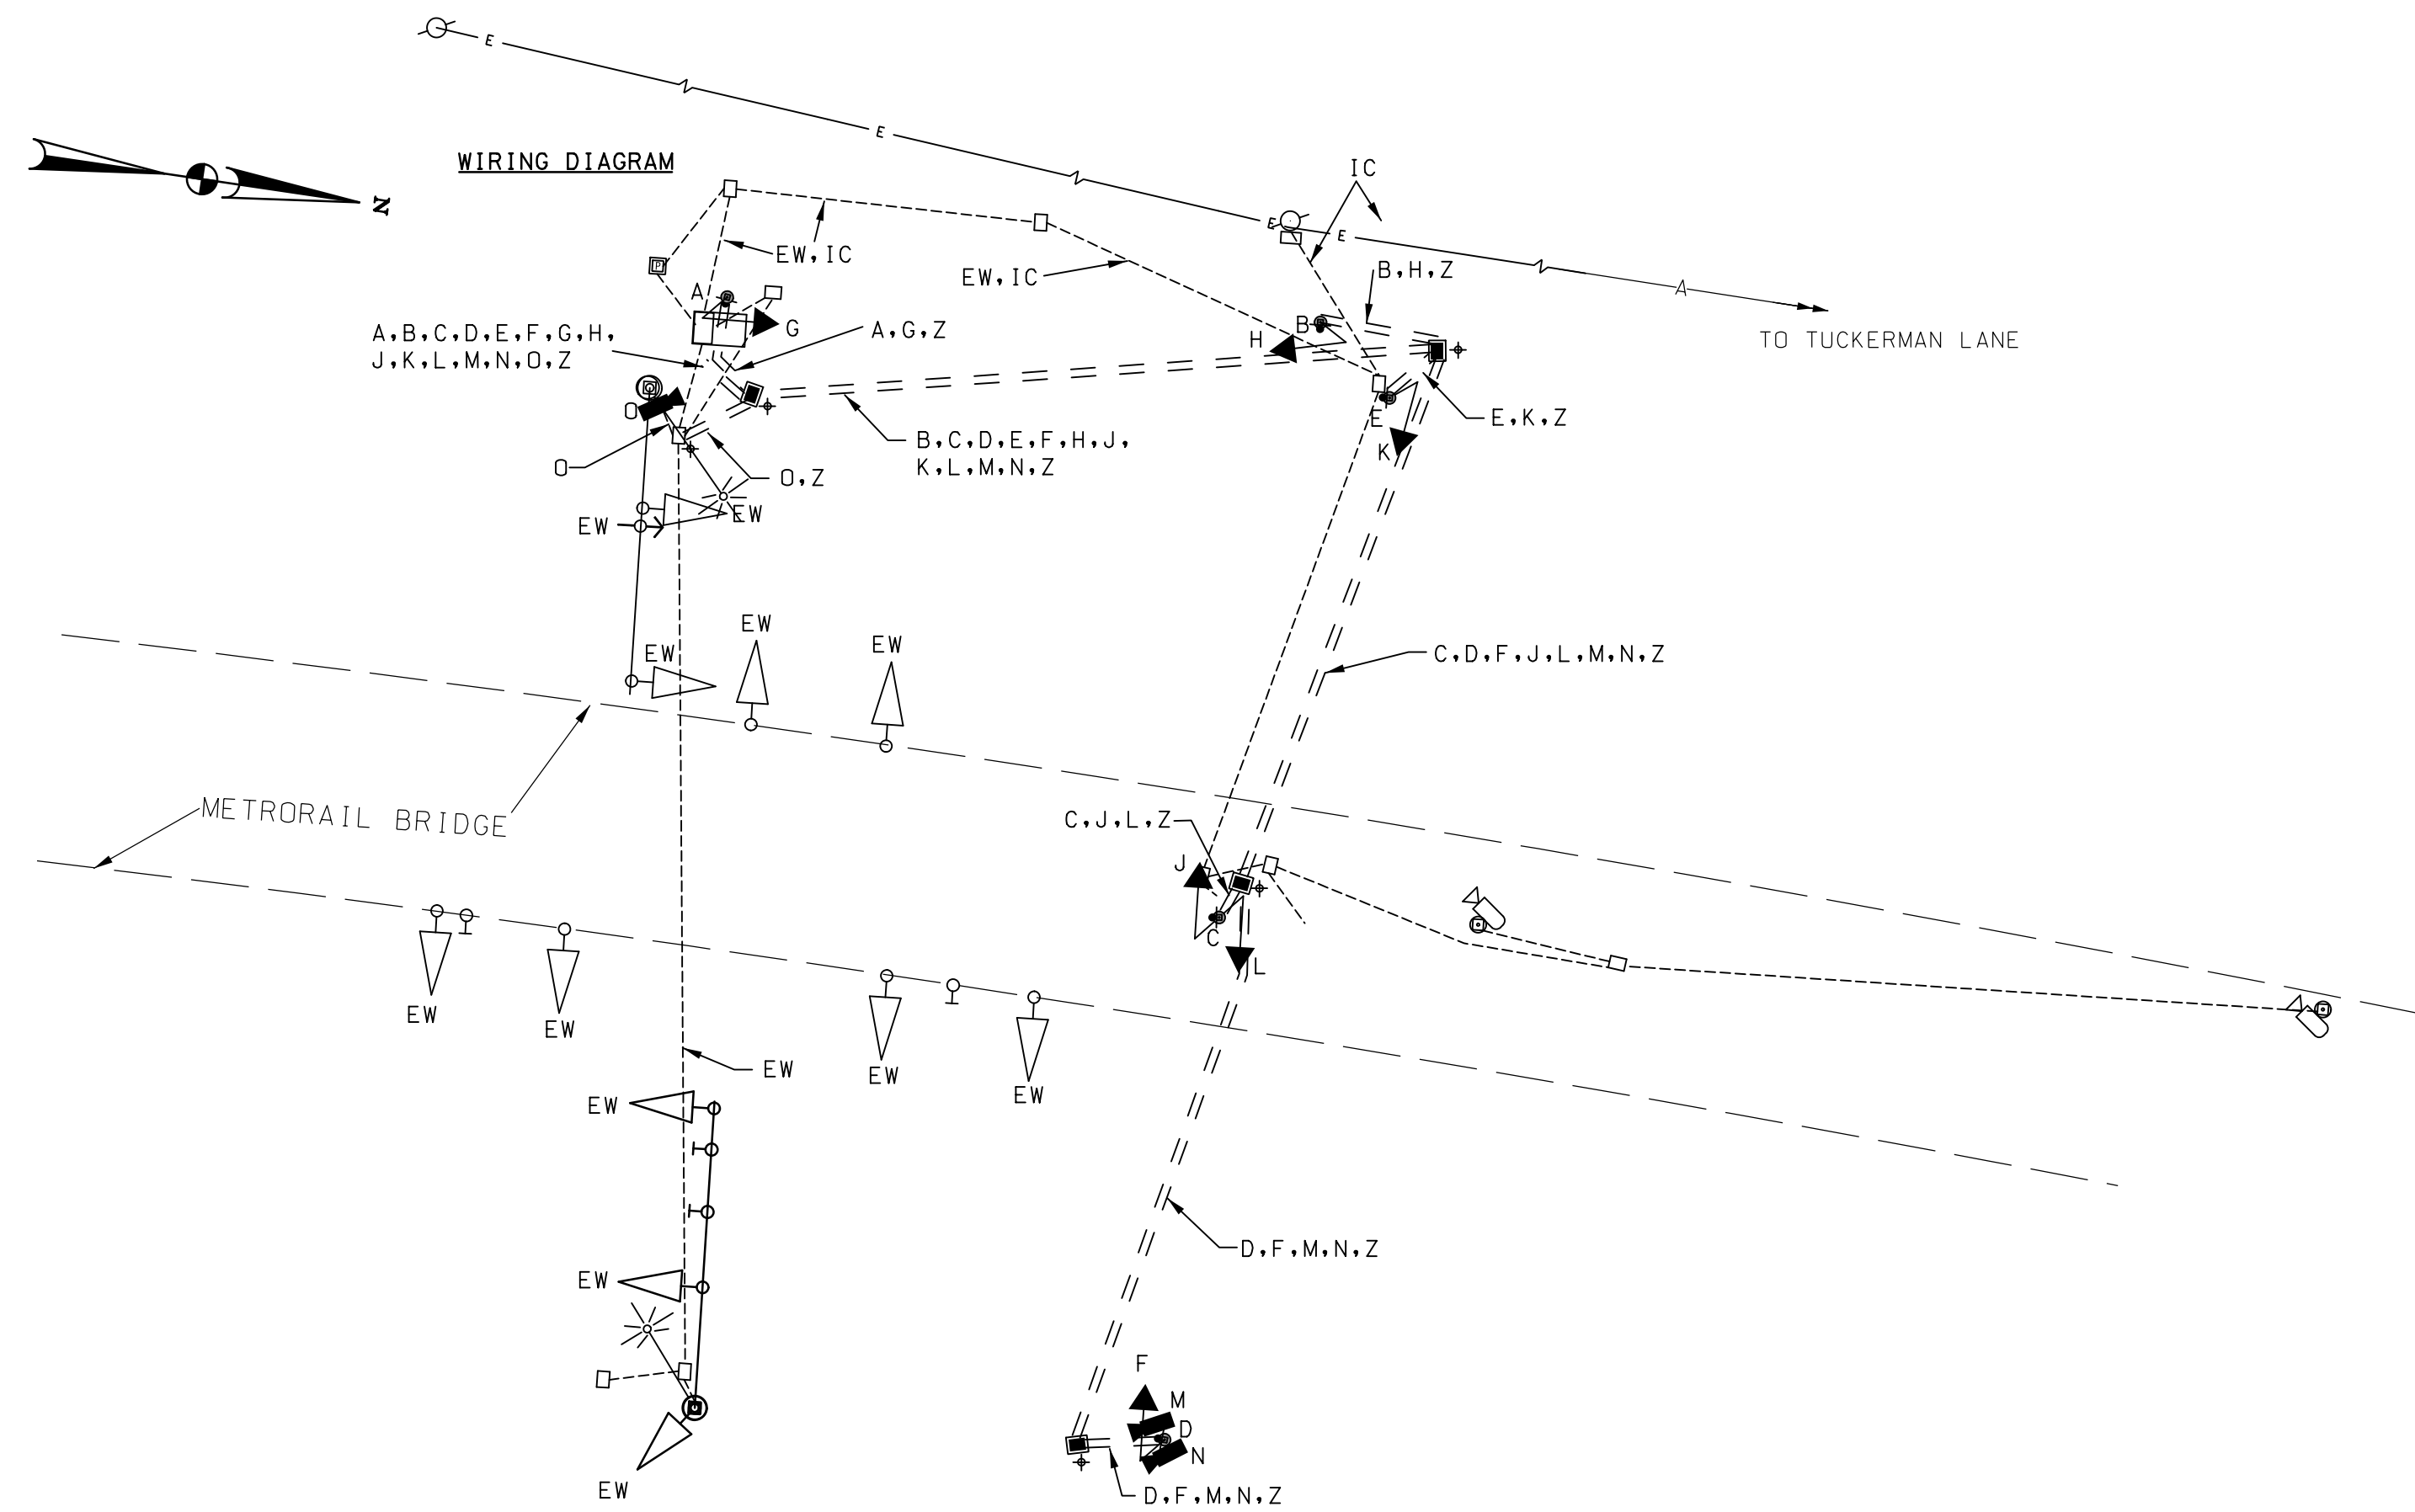 E
WIRING DIAGRAM
N
E
IC
E
E
EW,IC
EW,IC
B,H,Z
A
TO TUCKERMAN LANE
P
A
G
A,B,C,D,E,F,G,H,
J,K,L,M,N,O,Z
A,G,Z
B
H
O
E
E,K,Z
K
B,C,D,E,F,H,J,
K,L,M,N,Z
O
O,Z
EW
EW
EW
EW
EW
C,D,F,J,L,M,N,Z
METRORAIL BRIDGE
C,J,L,Z
J
C
L
EW
EW
EW
EW
EW
EW
EW
D,F,M,N,Z
F
M
D
N
EW
D,F,M,N,Z